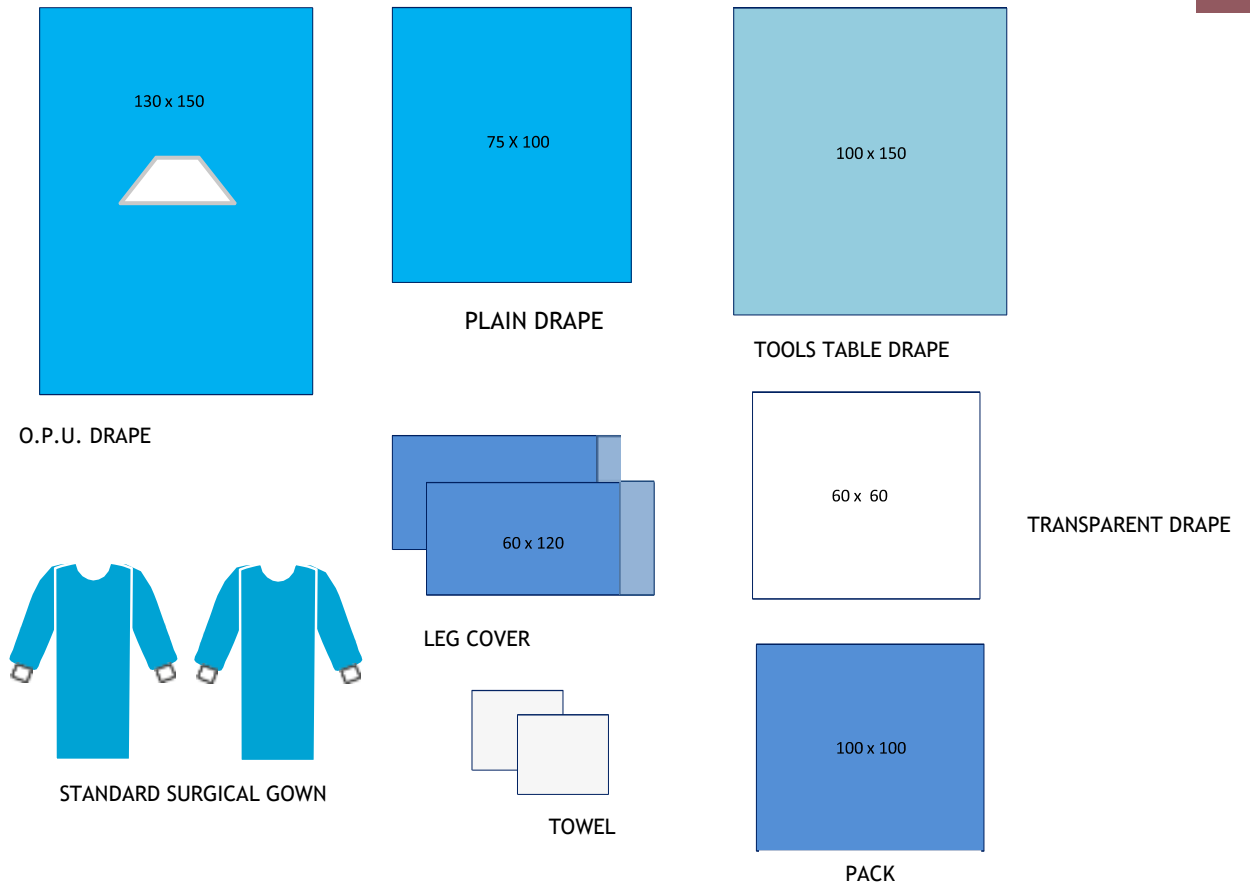 130 x 150
O.P.U. DRAPE
75 X 100
PLAIN DRAPE
100 x 150
TOOLS TABLE DRAPE
60 x 120
LEG COVER
60 x  60
TRANSPARENT DRAPE
STANDARD SURGICAL GOWN
TOWEL
100 x 100
PACK